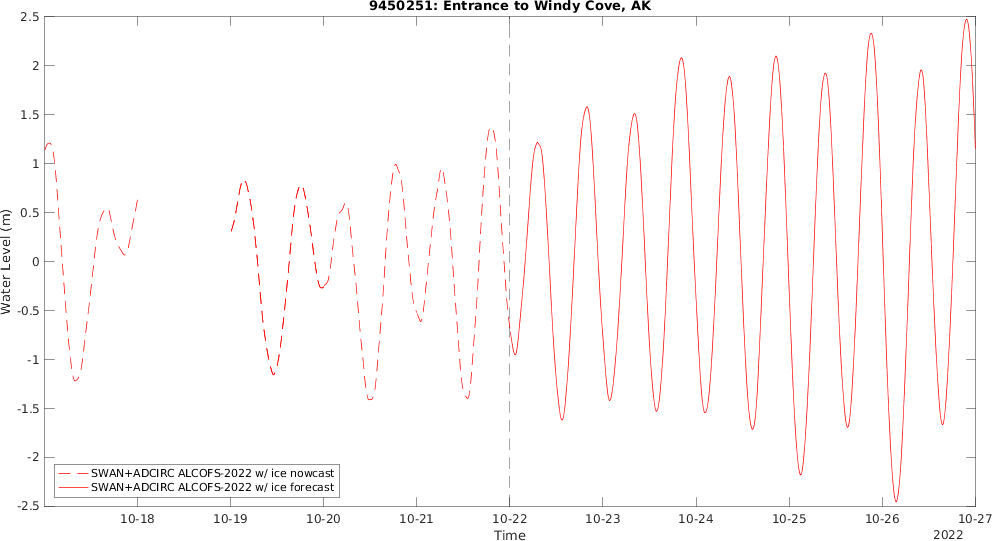 9450251: Entrance to Windy Cove, AK
2.5
2
1.5
1
0.5
0
-0.5
-1
-1.5
-2
-2.5
Water Level (m)
SWAN+ADCIRC ALCOFS-2022 w/ ice nowcast
SWAN+ADCIRC ALCOFS-2022 w/ ice forecast
10-18 10-19 10-20 10-21 10-22 10-23 10-24 10-25 10-26 10-27
Time
2022